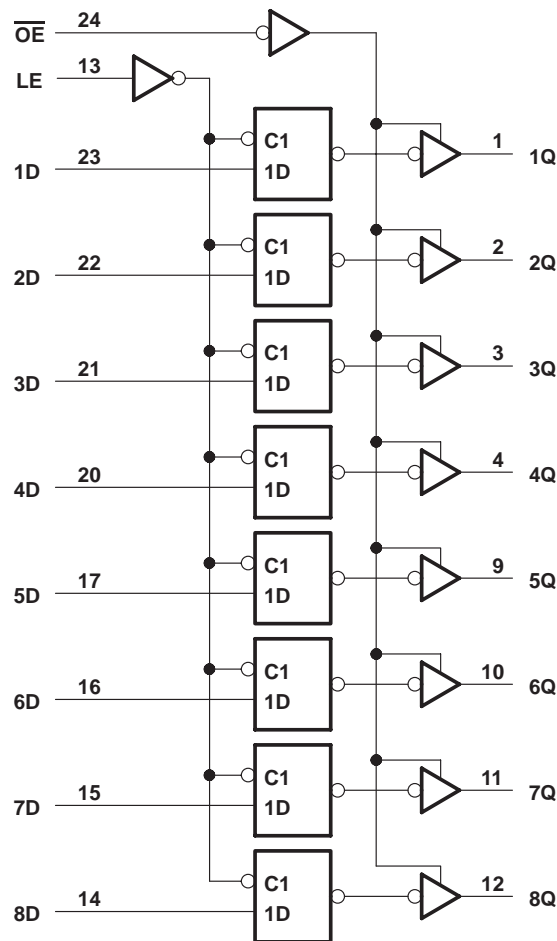 OE 24
LE 13
C1
1D 23 1D 1 1Q
C1
2D 22 1D 2 2Q
C1
3D 21 1D 3 3Q
C1
4D 20 1D 4 4Q
C1
5D 17 1D 9 5Q
C1
6D 16 1D 10 6Q
C1
7D 15 1D 11 7Q
C1
8D 14 1D 12 8Q